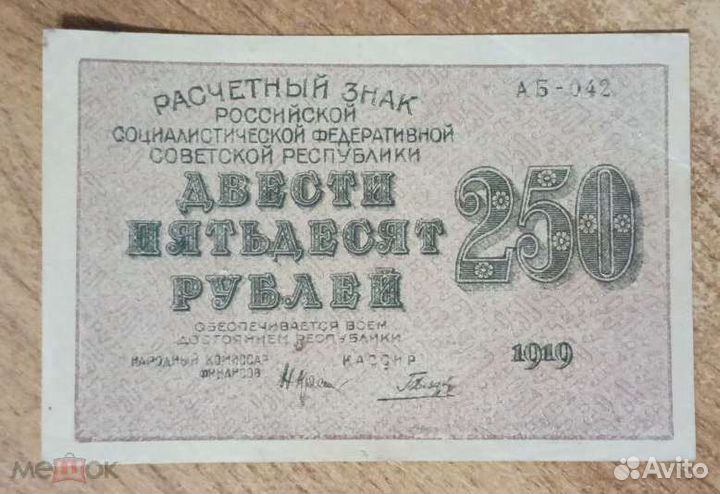 РАСЧЕТНЫЙ ЗНАК
АБ-042
РОССИЙСКОЙ
СОЦИАЛИСТИЧЕСКОЙ ФЕДЕРАТИВНОЙ
СОВЕТСКОЙ РЕСПУБЛИКИ
ДВЕСТИ
ПЯТЬДЕСЯТ
РУБЛЕЙ
250
ОБЕСПЕЧИВАЕТСЯ ВСЕМ
ДОСТОЯНИЕМ РЕСПУБЛИКИ
НАРОДНЫЙ КОМИССАР
ФИНАНСОВ
КАССИР
1919
мешок
Avito